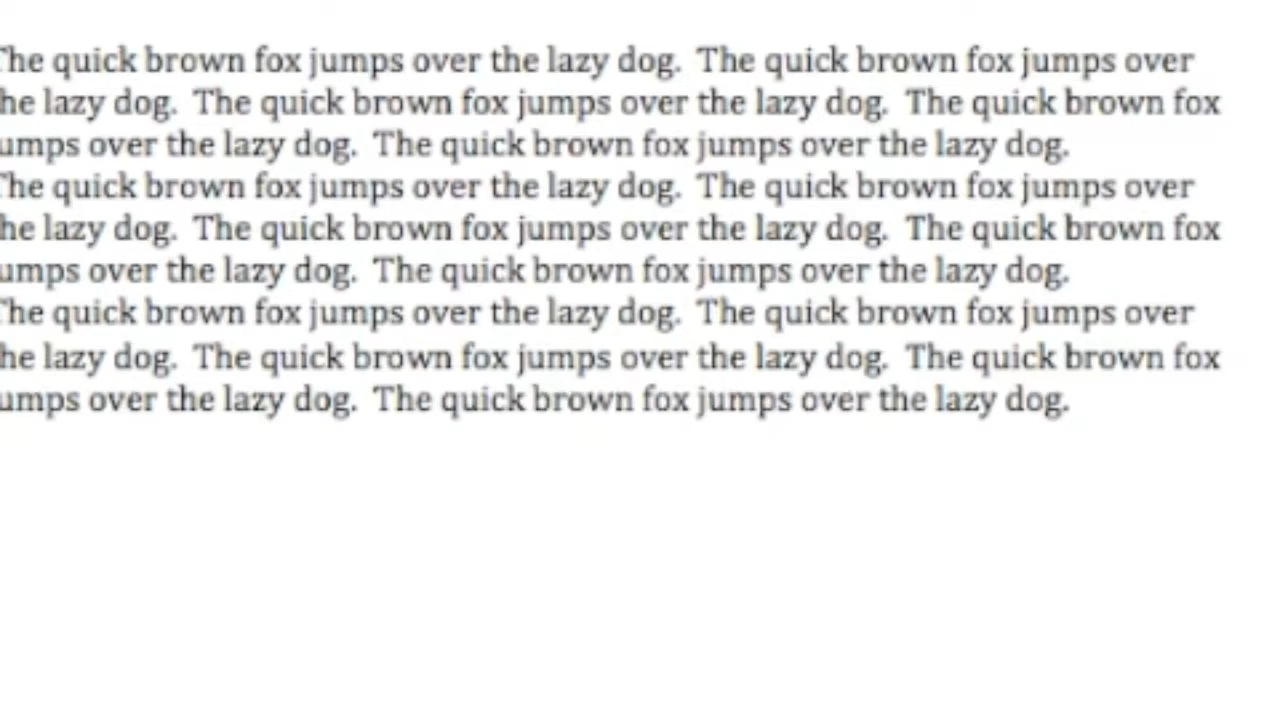 The quick brown fox jumps over the lazy dog.  The quick brown fox jumps over
he lazy dog.  The quick brown fox jumps over the lazy dog.  The quick brown fox
umps over the lazy dog.  The quick brown fox jumps over the lazy dog.
The quick brown fox jumps over the lazy dog.  The quick brown fox jumps over
he lazy dog.  The quick brown fox jumps over the lazy dog.  The quick brown fox
umps over the lazy dog.  The quick brown fox jumps over the lazy dog.
The quick brown fox jumps over the lazy dog.  The quick brown fox jumps over
he lazy dog.  The quick brown fox jumps over the lazy dog.  The quick brown fox
umps over the lazy dog.  The quick brown fox jumps over the lazy dog.